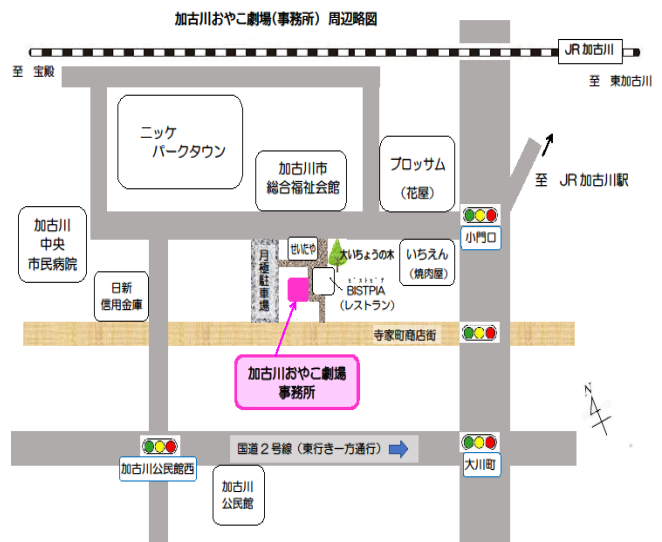 加古川おやこ劇場(事務所) 周辺略図
JR 加古川
至 宝殿
至 東加古川
ニッケ
パークタウン
加古川市
総合福祉会館
ブロッサム
（花屋）
至 JR 加古川駅
加古川
中央
市民病院
小門口
せいたや
大いちょうの木
いちえん
（焼肉屋）
月極駐車場
日新
信用金庫
ビストピア
BISTPIA
（レストラン）
寺家町商店街
加古川おやこ劇場
事務所
N
国道２号線（東行き一方通行）
加古川公民館西
大川町
加古川
公民館